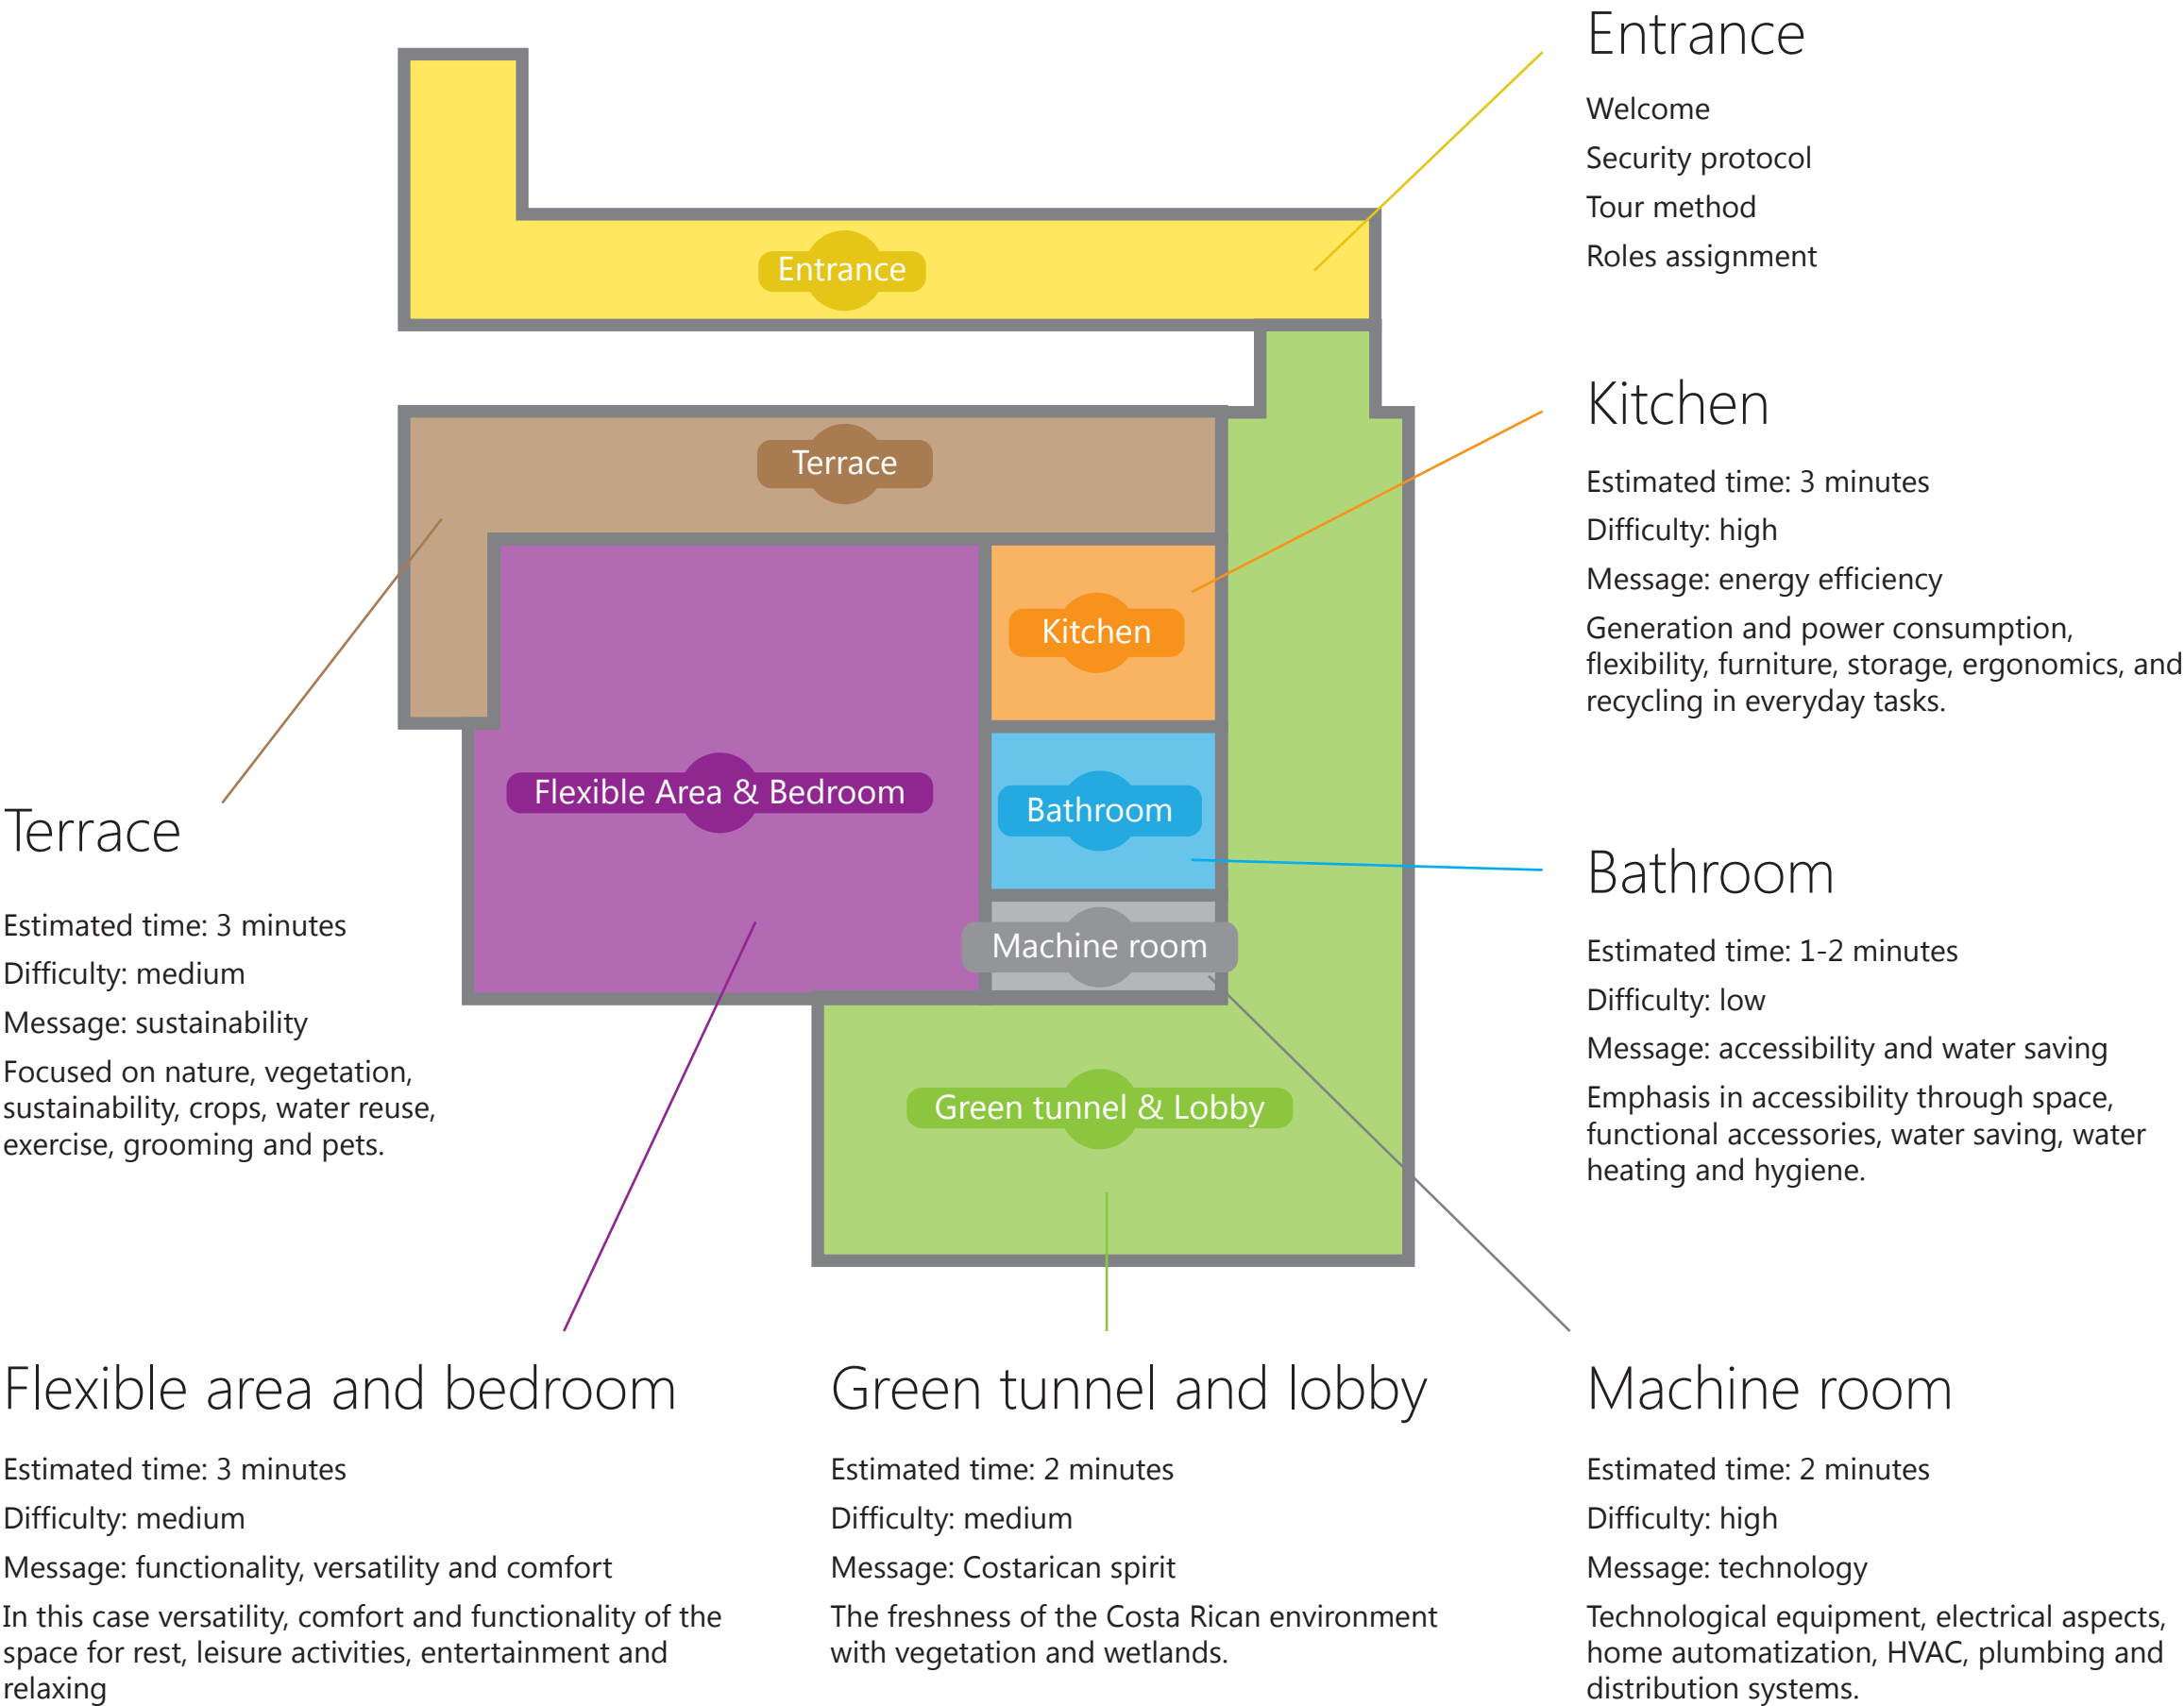 Entrance
Welcome
Security protocol
Tour method
Roles assignment
Entrance
Terrace
Kitchen
Flexible Area & Bedroom
Bathroom
Machine room
Green tunnel & Lobby
Kitchen
Estimated time: 3 minutes
Difficulty: high
Message: energy efficiency
Generation and power consumption,
flexibility, furniture, storage, ergonomics, and
recycling in everyday tasks.
Terrace
Estimated time: 3 minutes
Difficulty: medium
Message: sustainability
Focused on nature, vegetation,
sustainability, crops, water reuse,
exercise, grooming and pets.
Bathroom
Estimated time: 1-2 minutes
Difficulty: low
Message: accessibility and water saving
Emphasis in accessibility through space,
functional accessories, water saving, water
heating and hygiene.
Flexible area and bedroom
Estimated time: 3 minutes
Difficulty: medium
Message: functionality, versatility and comfort
In this case versatility, comfort and functionality of the
space for rest, leisure activities, entertainment and
relaxing
Green tunnel and lobby
Estimated time: 2 minutes
Difficulty: medium
Message: Costarican spirit
The freshness of the Costa Rican environment
with vegetation and wetlands.
Machine room
Estimated time: 2 minutes
Difficulty: high
Message: technology
Technological equipment, electrical aspects,
home automatization, HVAC, plumbing and
distribution systems.